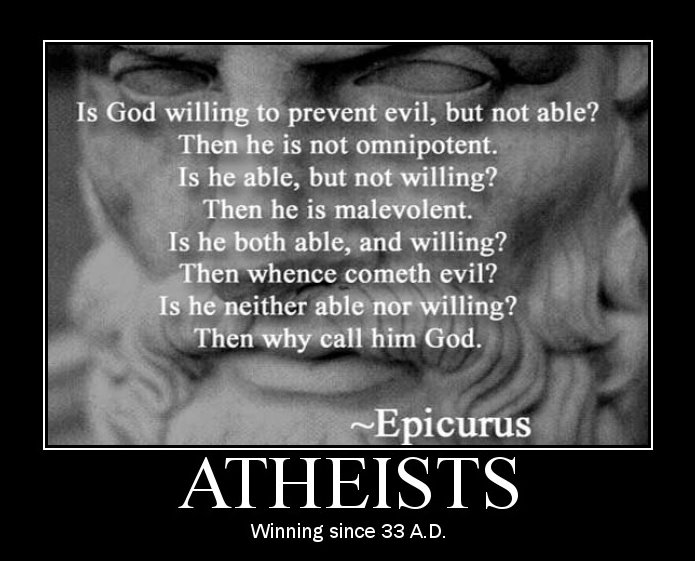 Is God willing to prevent evil, but not able?
Then he is not omnipotent.
Is he able, but not willing?
Then he is malevolent.
Is he both able, and willing?
Then whence cometh evil?
Is he neither able nor willing?
Then why call him God.
~Epicurus
ATHEISTS
Winning since 33 A.D.